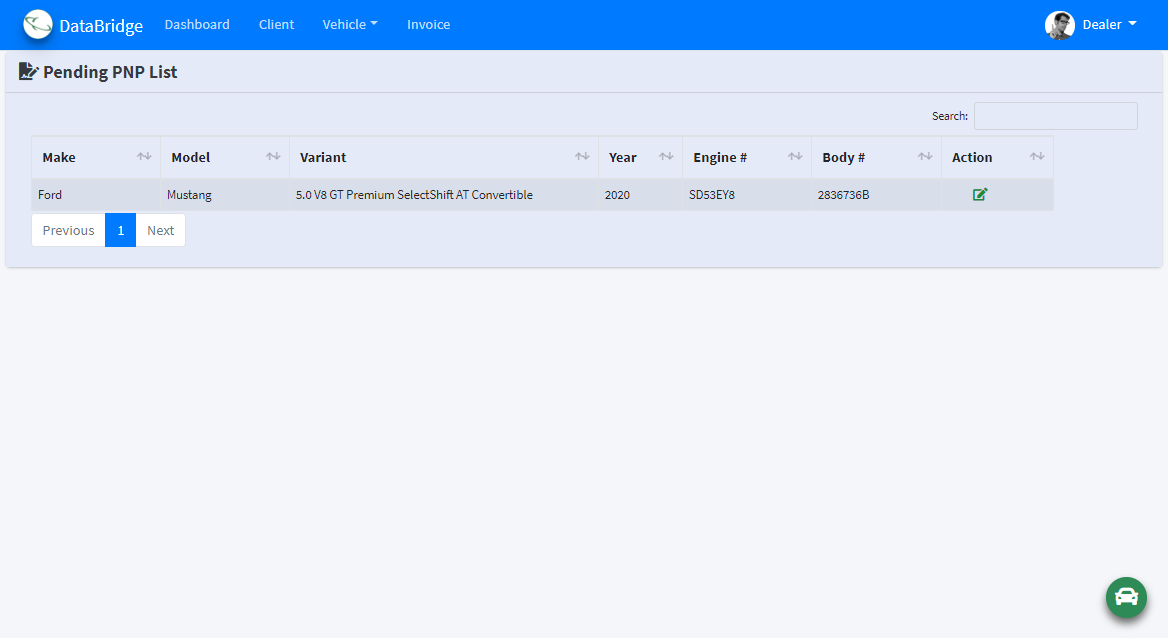 DataBridge Dashboard Client Vehicle Invoice Dealer
Pending PNP List
Search:
Make Model Variant Year Engine # Body # Action
Ford Mustang 5.0 V8 GT Premium SelectShift AT Convertible 2020 SD53EY8 2836736B
Previous 1 Next